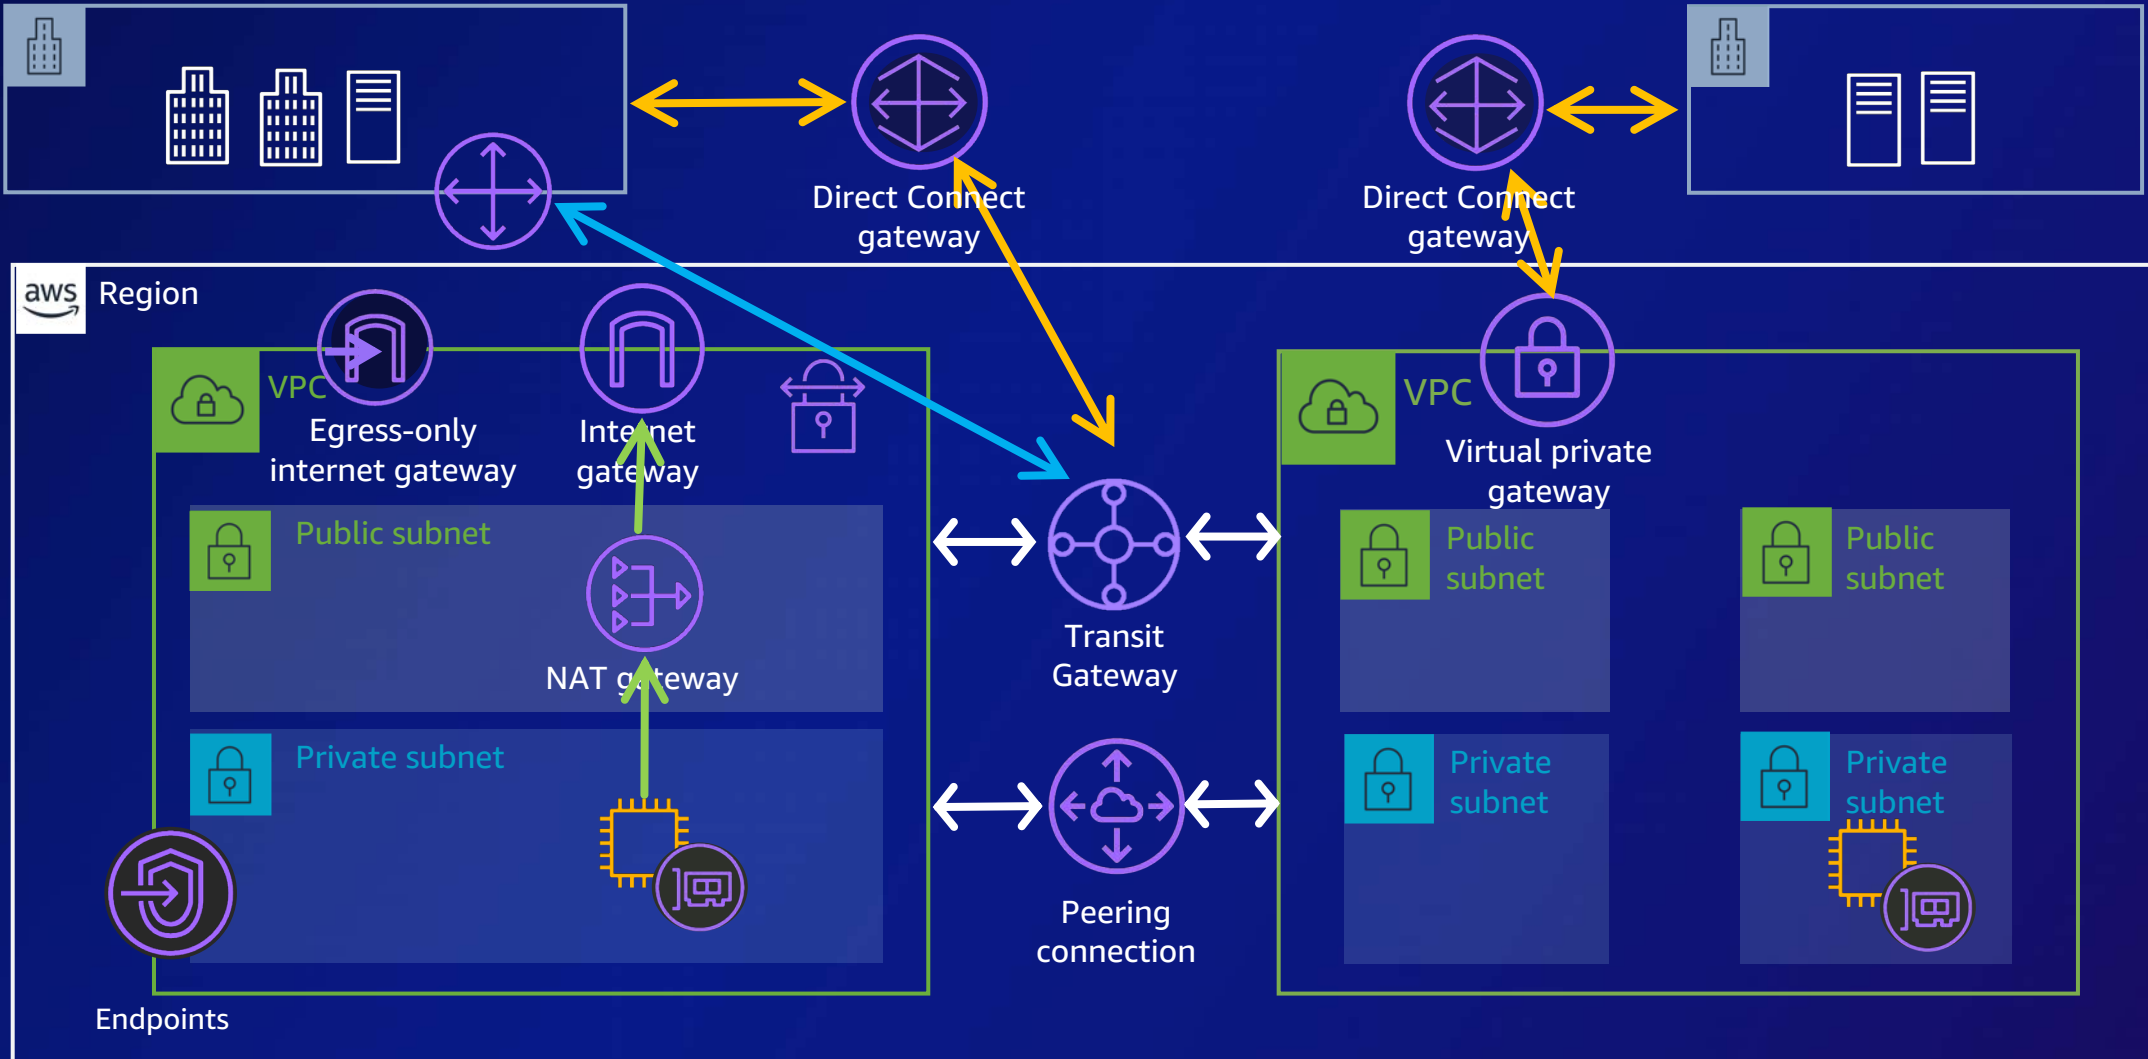 Direct Connect
gateway
Direct Connect
gateway
aws
Region
VPC
Egress-only
internet gateway
Internet
gateway
VPC
Virtual private
gateway
Public subnet
NAT gateway
Private subnet
Endpoints
Transit
Gateway
Peering
connection
Public
subnet
Public
subnet
Private
subnet
Private
subnet